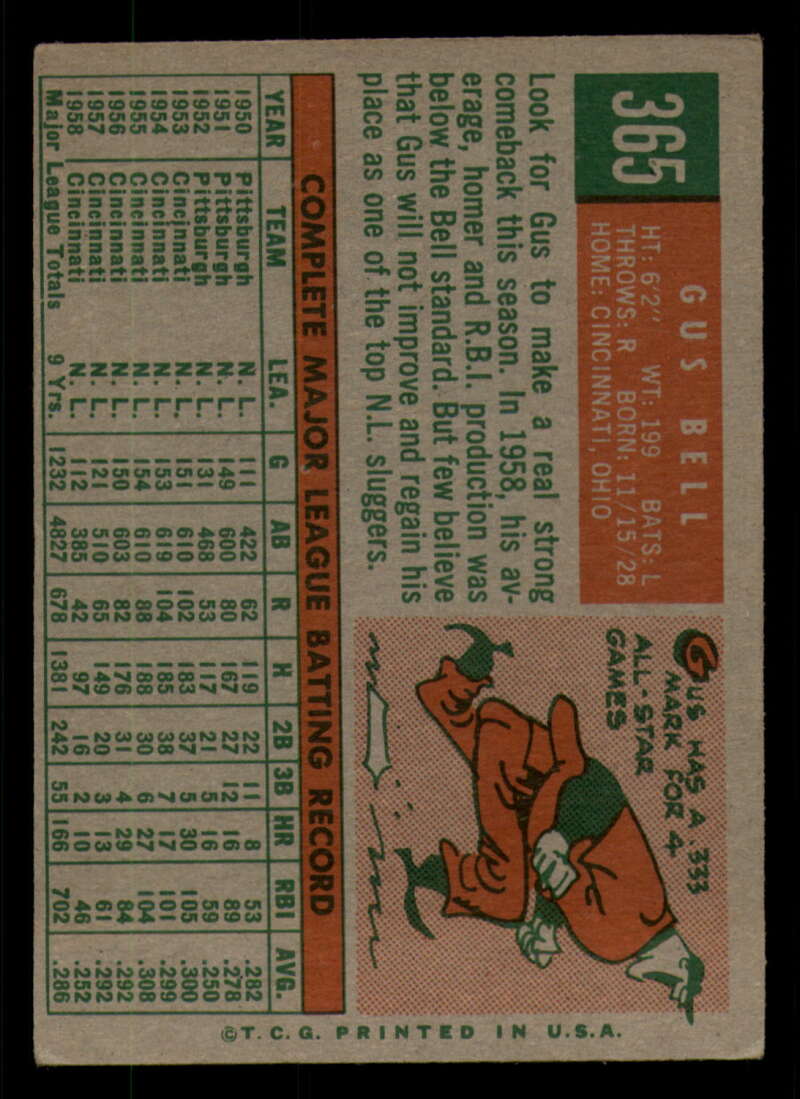 365
GUS BELL
HT: 6'2" WT: 199 BATS: L
THROWS: R BORN: 11/15/28
HOME: CINCINNATI, OHIO
Look for Gus to make a real strong
comeback this season. In 1958, his av-
erage, homer and R.B.I. production was
below the Bell standard. But few believe
that Gus will not improve and regain his
place as one of the top N.L. sluggers.
GUS HAS A .333
MARK FOR 4
ALL-STAR
GAMES
COMPLETE MAJOR LEAGUE BATTING RECORD
YEAR TEAM LEA. G AB R H 2B 3B HR RBI AVG.
1950 Pittsburgh N. L. 111 422 62 119 22 11 8 53 .282
1951 Pittsburgh N. L. 149 600 80 167 27 12 16 89 .278
1952 Pittsburgh N. L. 131 468 53 117 21 5 16 59 .250
1953 Cincinnati N. L. 151 610 102 183 37 5 30 105 .300
1954 Cincinnati N. L. 153 619 104 185 38 7 17 101 .299
1955 Cincinnati N. L. 154 610 88 188 30 6 27 104 .308
1956 Cincinnati N. L. 150 603 82 176 31 4 29 84 .292
1957 Cincinnati N. L. 121 510 65 149 20 3 13 61 .292
1958 Cincinnati N. L. 112 385 42 97 16 2 10 46 .252
Major League Totals 9 Yrs. 1232 4827 678 1381 242 55 166 702 .286
©T.C.G. PRINTED IN U.S.A.